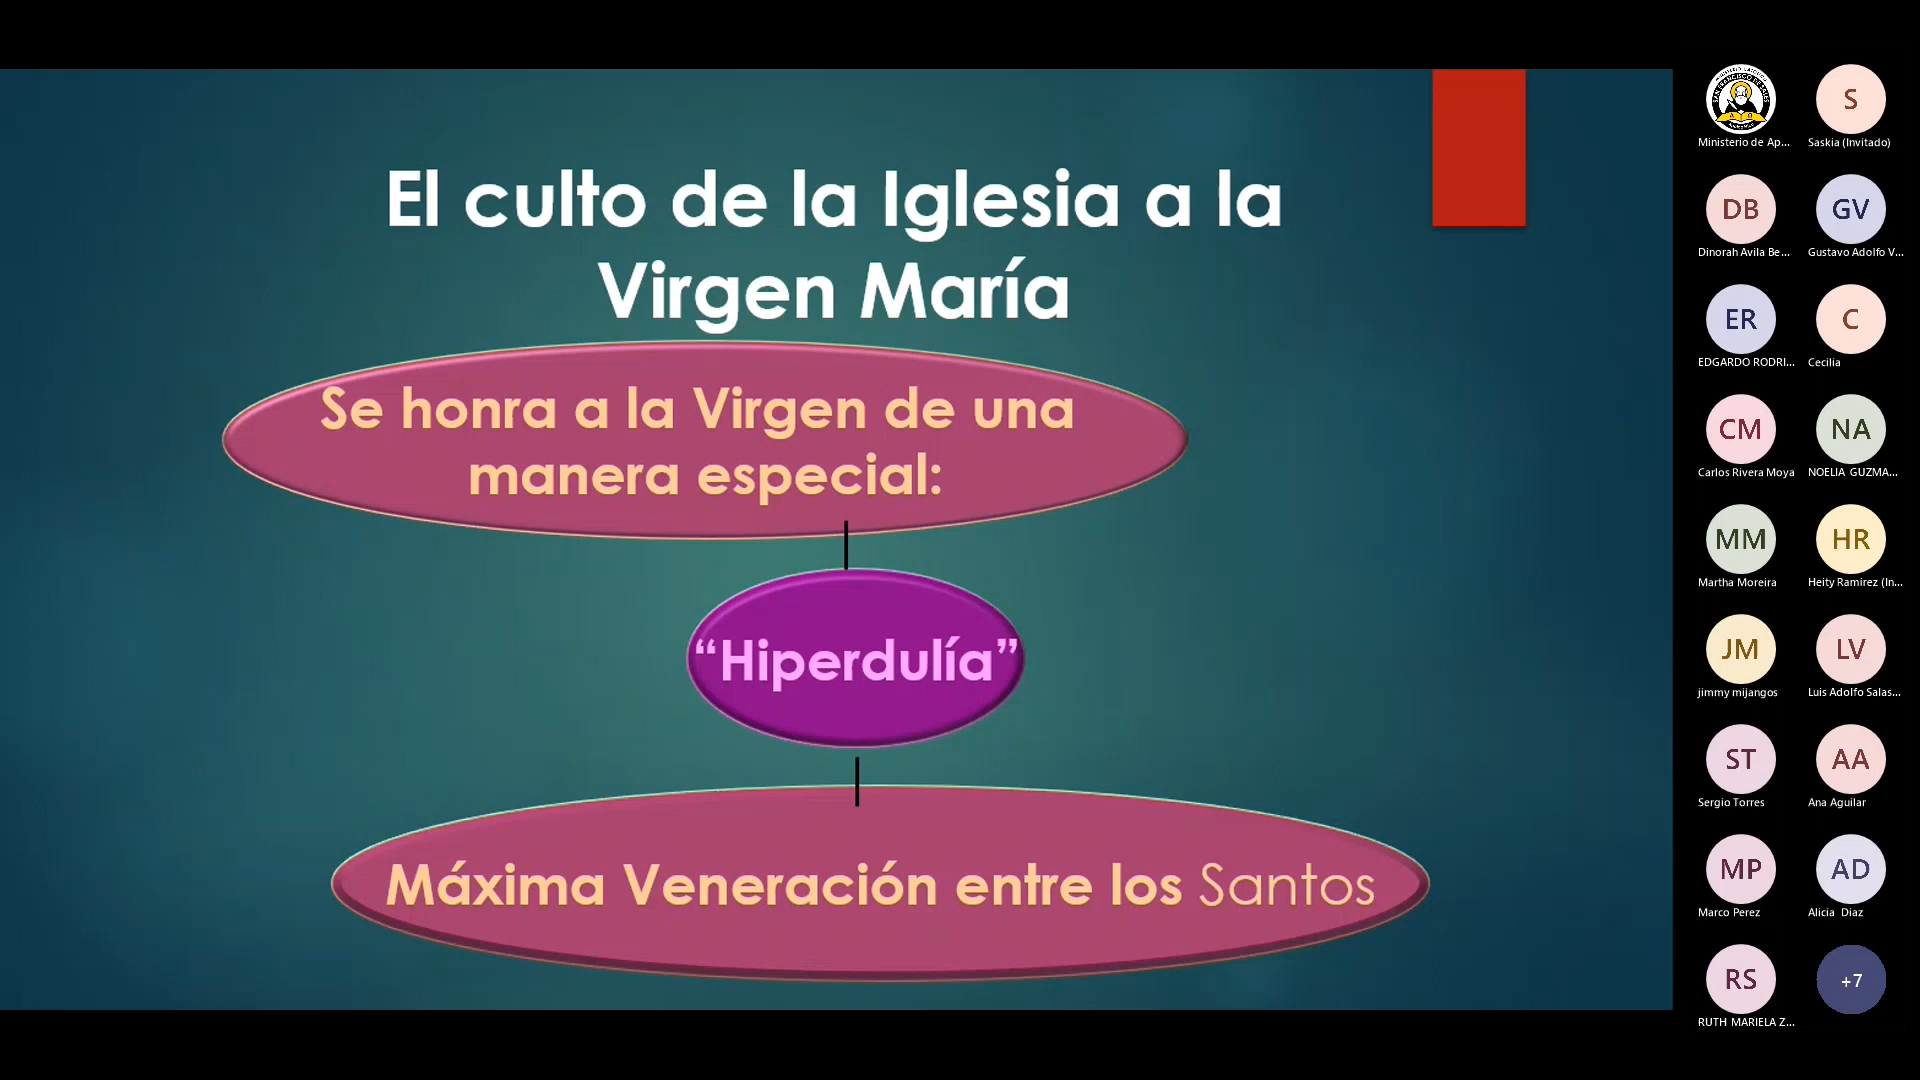 El culto de la Iglesia a la
Virgen María
Se honra a la Virgen de una
manera especial:
“Hiperdulía”
Máxima Veneración entre los Santos
Ministerio de Ap...
S
Saskia (Invitado)
DB
Dinorah Avila Be...
GV
Gustavo Adolfo V...
ER
EDGARDO RODRI...
C
Cecilia
CM
Carlos Rivera Moya
NA
NOELIA GUZMA...
MM
Martha Moreira
HR
Heity Ramirez (In...
JM
jimmy mijangos
LV
Luis Adolfo Salas...
ST
Sergio Torres
AA
Ana Aguilar
MP
Marco Perez
AD
Alicia Diaz
RS
RUTH MARIELA Z...
+7